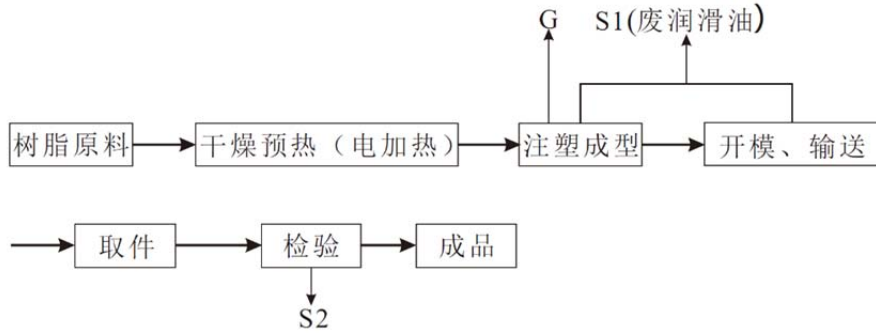 G S1(废润滑油)
树脂原料 干燥预热（电加热） 注塑成型 开模、输送
取件 检验 成品
S2